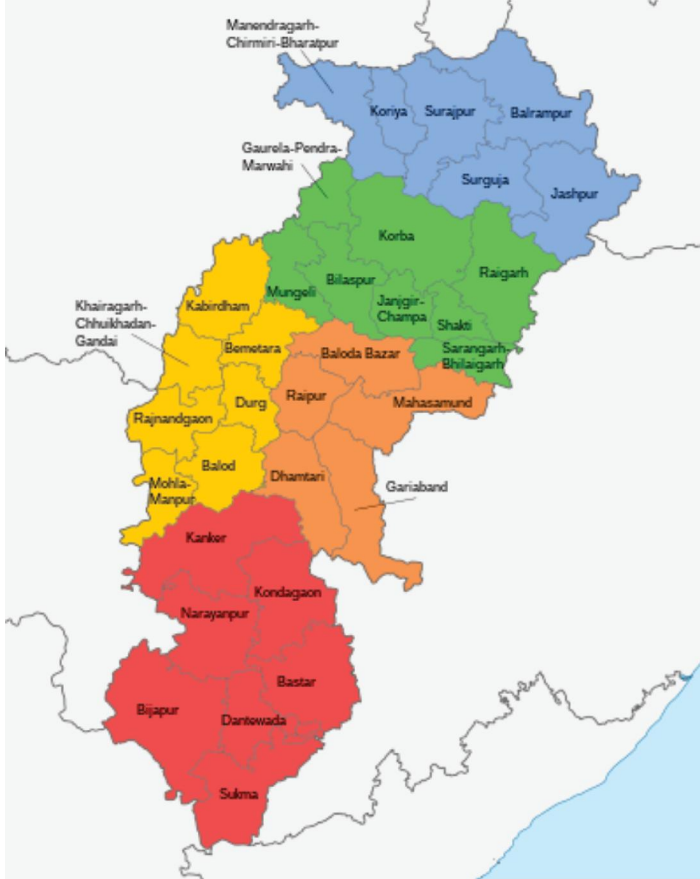 Manendragarh-
Chirmiri-Bharatpur
Koriya
Surajpur
Balrampur
Gaurela-Pendra-
Marwahi
Surguja
Jashpur
Korba
Raigarh
Bilaspur
Mungeli
Janjgir-
Champa
Shakti
Kabirdham
Khairagarh-
Chhuikhadan-
Gandai
Bemetara
Baloda Bazar
Sarangarh-
Bhilaigarh
Raipur
Durg
Mahasamund
Rajnandgaon
Balod
Dhamtari
Mohla-
Manpur
Gariaband
Kanker
Kondagaon
Narayanpur
Bastar
Bijapur
Dantewada
Sukma